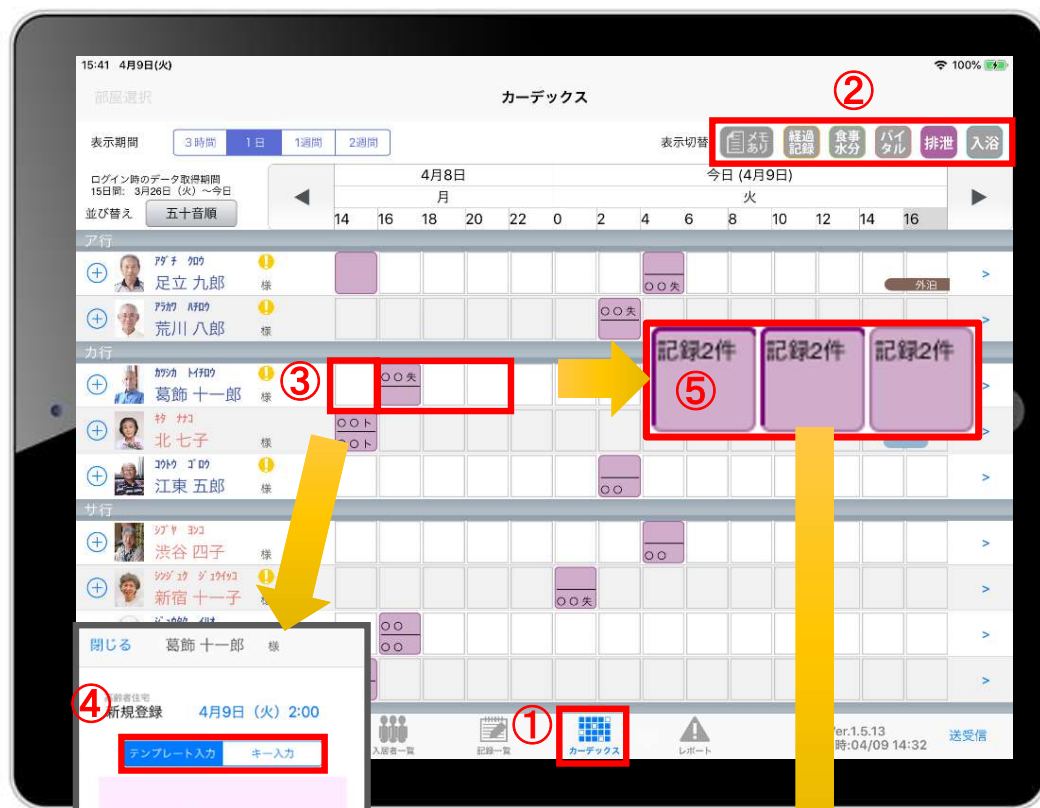 15:41 4月9日(火)
100%
部屋選択
カーデックス
②
表示期間
3時間
1日
1週間
2週間
表示切替
メモあり
経過記録
食事水分
バイタル
排泄
入浴
ログイン時のデータ取得期間
15日間: 3月26日（火）～今日
4月8日
今日 (4月9日)
月
火
並び替え
五十音順
14 16 18 20 22 0 2 4 6 8 10 12 14 16
ア行
ｱﾀﾞﾁ ｸﾛｳ
足立 九郎 様
○○失
外泊
ｱﾗｶﾜ ﾊﾁﾛｳ
荒川 八郎 様
○○失
カ行
記録2件
記録2件
記録2件
⑤
ｶﾂｼｶ ﾄｲﾁﾛｳ
葛飾 十一郎 様
③
○○失
ｷﾀ ﾅﾅｺ
北 七子 様
○○ト
○○ト
ｺｳﾄｳ ｺﾞﾛｳ
江東 五郎 様
○○
サ行
ｼﾌﾞﾔ ﾖﾝｺ
渋谷 四子 様
○○
ｼﾝｼﾞｭｸ ｼﾞｭｳｲﾁｺ
新宿 十一子
○○失
○○
○○
閉じる
葛飾 十一郎 様
④
新規登録
4月9日（火）2:00
テンプレート入力
キー入力
入居者一覧
記録一覧
①
カーデックス
レポート
Ver.1.5.13
時:04/09 14:32
送受信